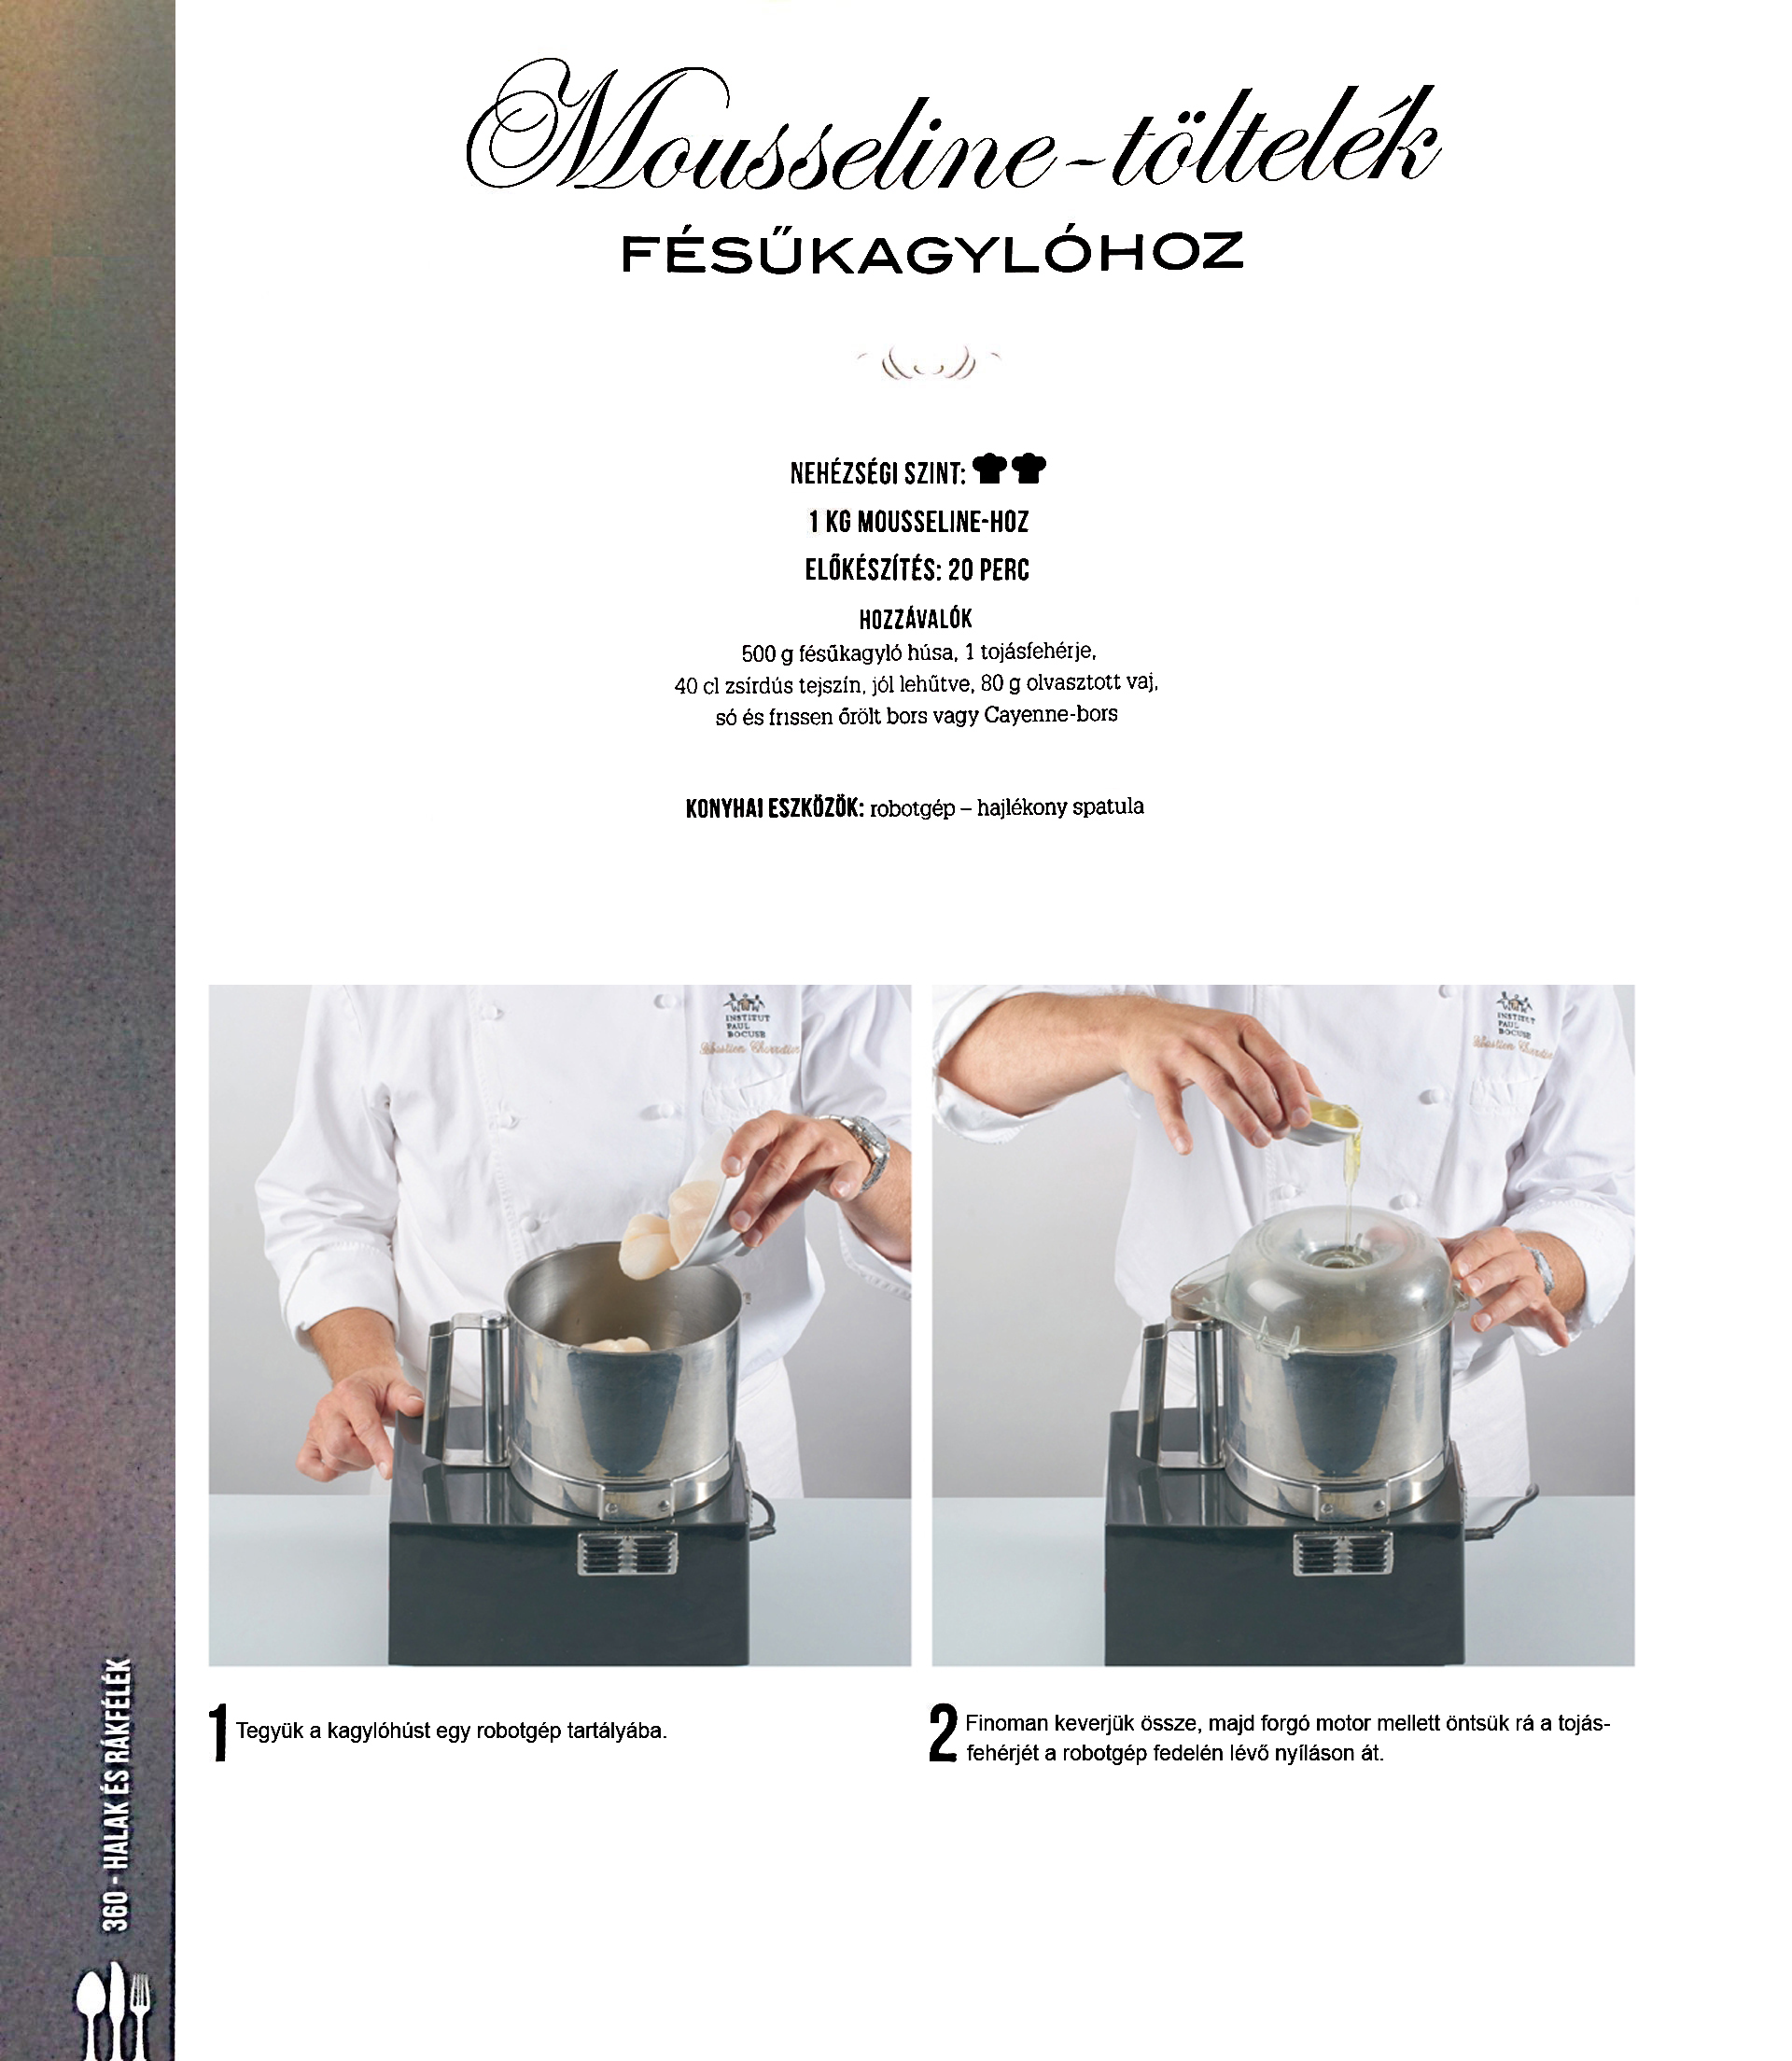 Mousseline-töltelék
FÉSŰKAGYLÓHOZ
NEHÉZSÉGI SZINT:
1 KG MOUSSELINE-HOZ
ELŐKÉSZÍTÉS: 20 PERC
HOZZÁVALÓK
500 g fésűkagyló húsa, 1 tojásfehérje,
40 cl zsírdús tejszín, jól lehűtve, 80 g olvasztott vaj,
só és frissen őrölt bors vagy Cayenne-bors
KONYHAI ESZKÖZÖK: robotgép – hajlékony spatula
INSTITUT
PAUL
BOCUSE
INSTITUT
PAUL
BOCUSE
1 Tegyük a kagylóhúst egy robotgép tartályába.
2 Finoman keverjük össze, majd forgó motor mellett öntsük rá a tojás-
fehérjét a robotgép fedelén lévő nyíláson át.
360 - HALAK ÉS RÁKFÉLÉK